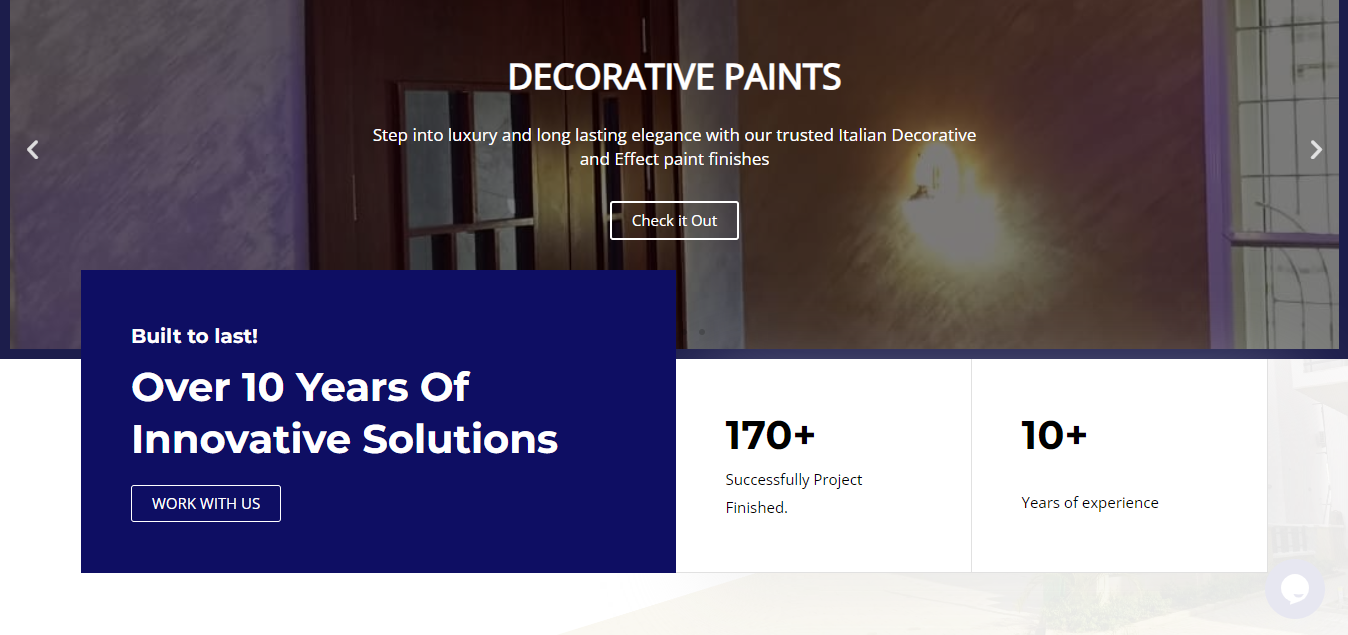 DECORATIVE PAINTS
Step into luxury and long lasting elegance with our trusted Italian Decorative
and Effect paint finishes
Check it Out
Built to last!
Over 10 Years Of
Innovative Solutions
WORK WITH US
170+
Successfully Project
Finished.
10+
Years of experience